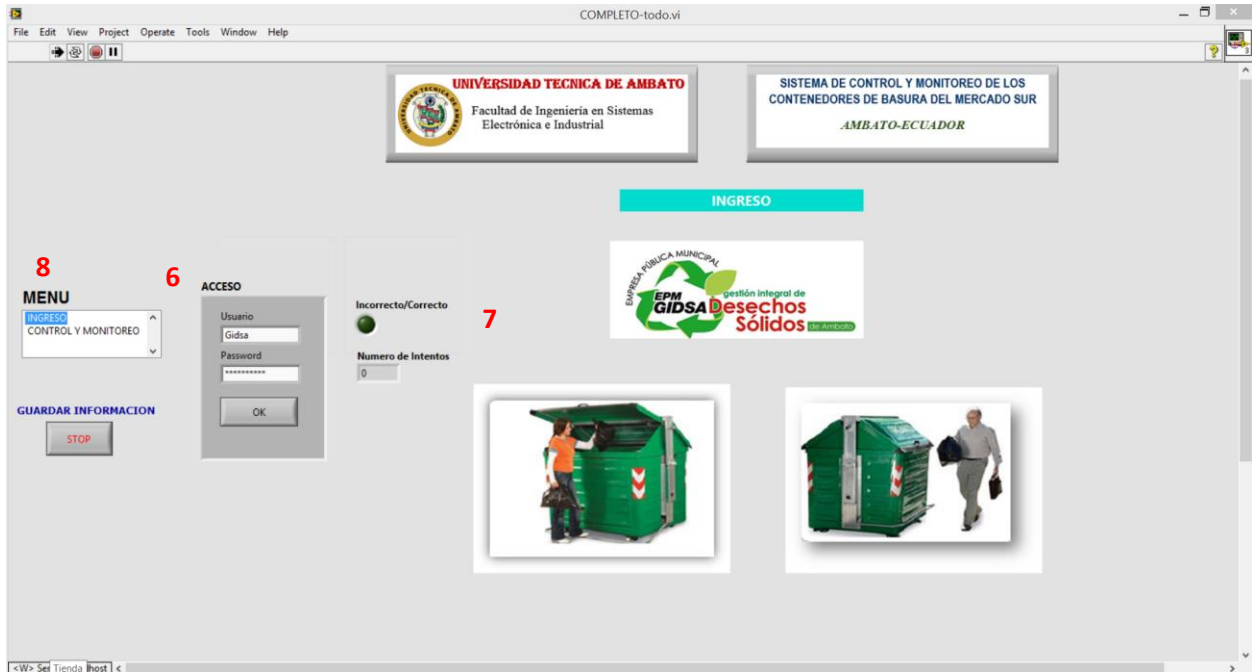 COMPLETO-todo.vi
File Edit View Project Operate Tools Window Help
3
UNIVERSIDAD TECNICA DE AMBATO
Facultad de Ingeniería en Sistemas
Electrónica e Industrial
SISTEMA DE CONTROL Y MONITOREO DE LOS
CONTENEDORES DE BASURA DEL MERCADO SUR
AMBATO-ECUADOR
INGRESO
EMPRESA PÚBLICA MUNICIPAL
EPM
GIDSA
gestión integral de
Desechos
Sólidos
de Ambato
8
MENU
INGRESO
CONTROL Y MONITOREO
GUARDAR INFORMACION
STOP
6
ACCESO
Usuario
Gidsa
Password
**********
OK
Incorrecto/Correcto
7
Numero de Intentos
0
Tienda